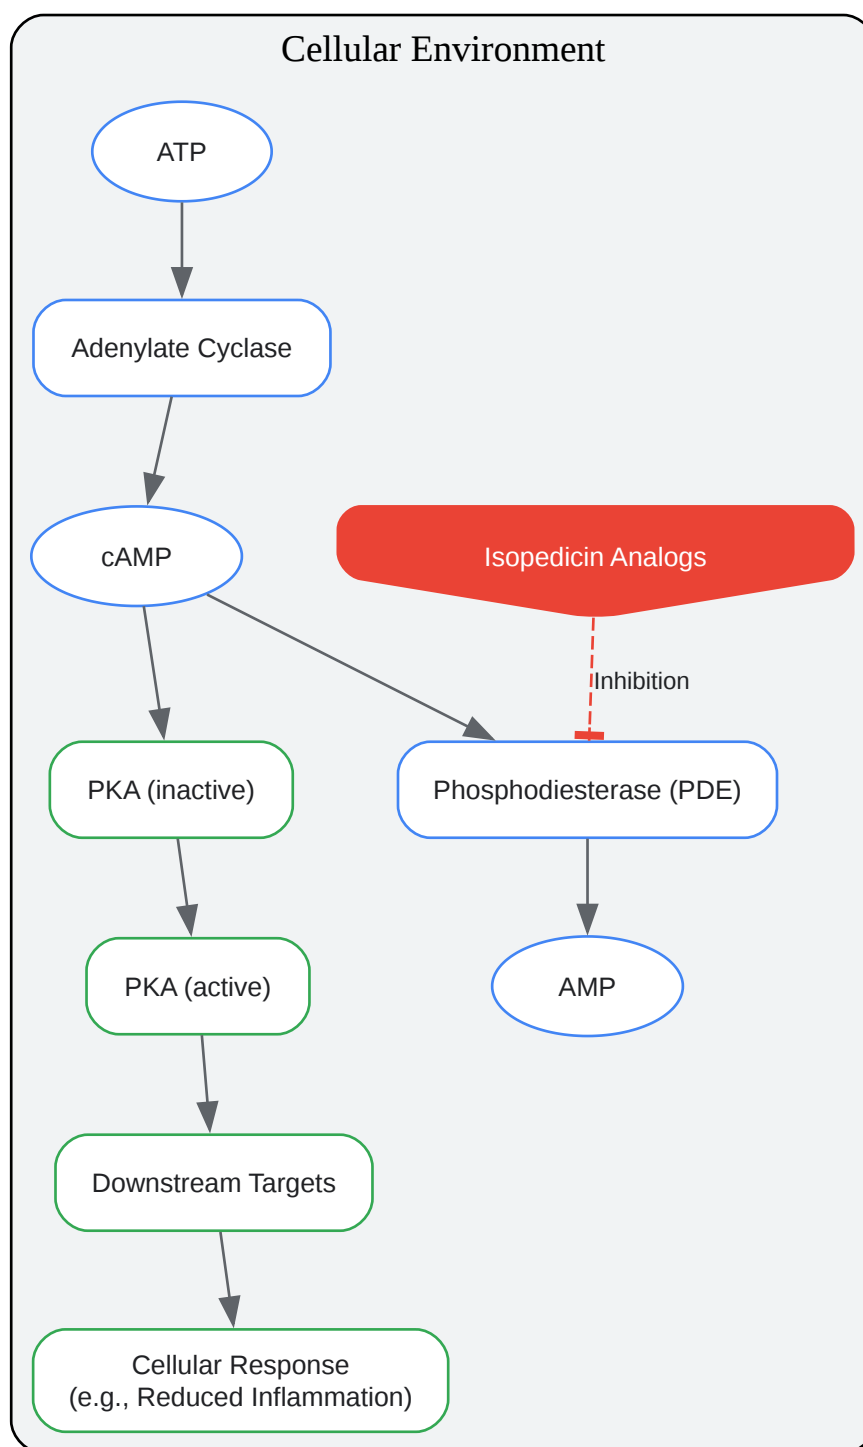 Cellular Environment
ATP
Adenylate Cyclase
cAMP
Isopedicin Analogs
Inhibition
PKA (inactive)
Phosphodiesterase (PDE)
PKA (active)
AMP
Downstream Targets
Cellular Response
(e.g., Reduced Inflammation)